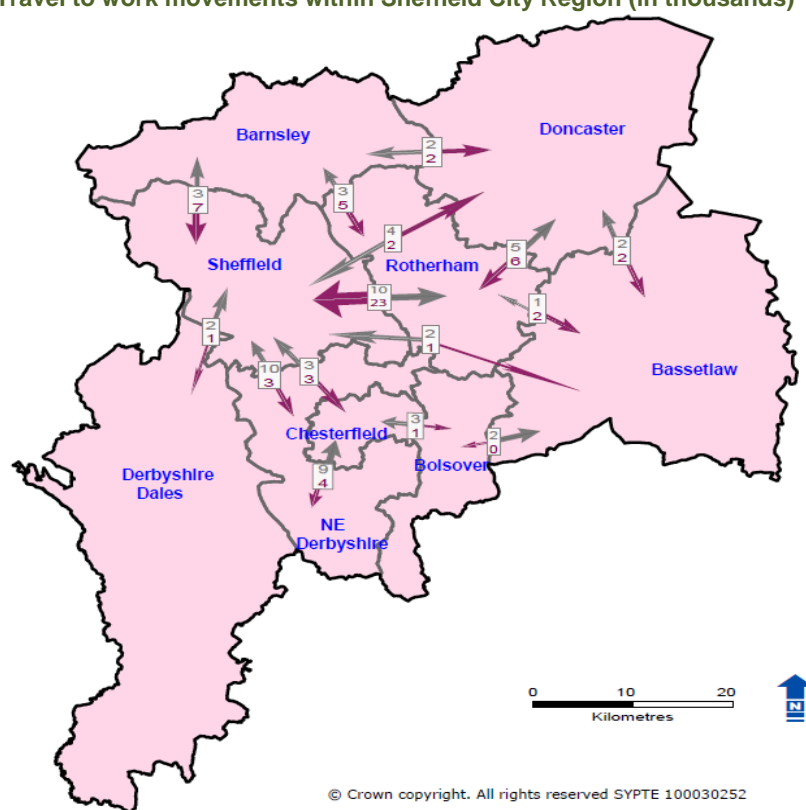 Travel to work movements within Sheffield City Region (in thousands)
Barnsley
Doncaster
2
2
3
7
3
5
4
2
Sheffield
Rotherham
5
6
2
2
10
23
1
2
2
1
2
1
Bassetlaw
10
3
3
3
Chesterfield
3
1
2
0
Bolsover
Derbyshire
Dales
9
4
NE
Derbyshire
0 10 20
Kilometres
N
© Crown copyright. All rights reserved SYPTE 100030252